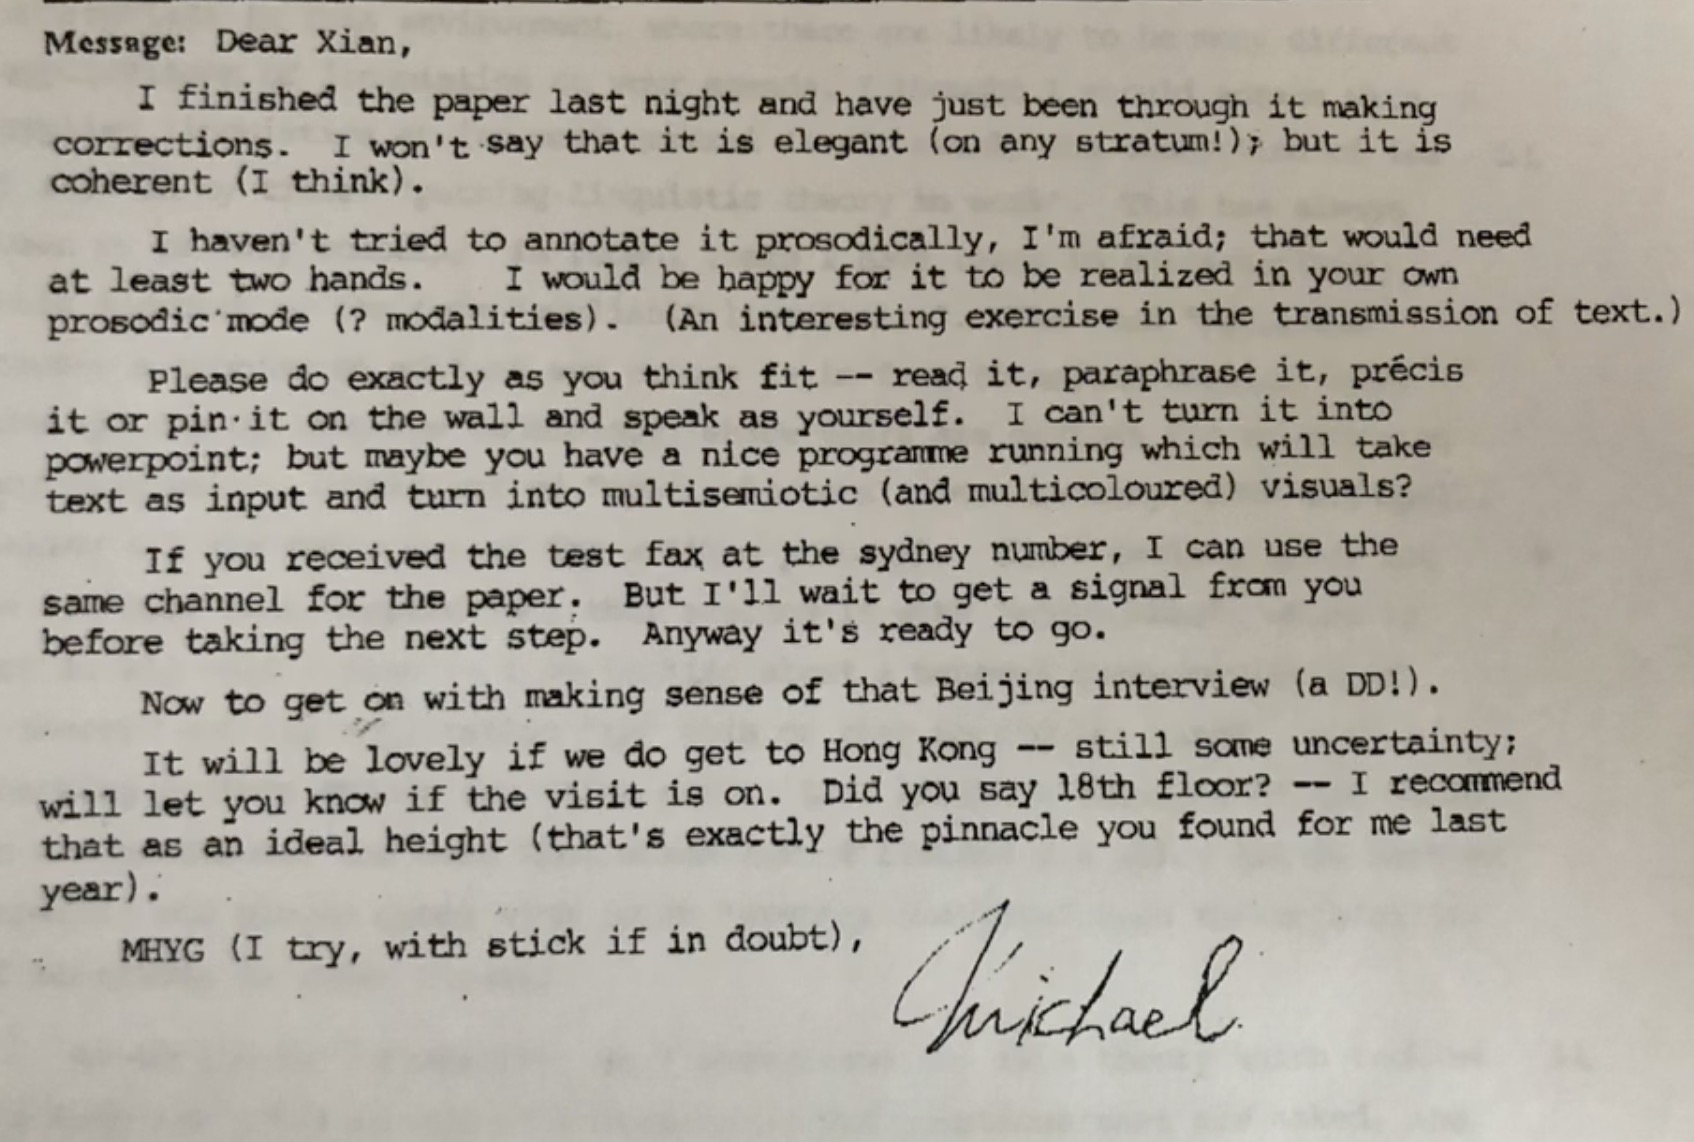 Message: Dear Xian,
I finished the paper last night and have just been through it making
corrections. I won't say that it is elegant (on any stratum!); but it is
coherent (I think).
I haven't tried to annotate it prosodically, I'm afraid; that would need
at least two hands. I would be happy for it to be realized in your own
prosodic mode (? modalities). (An interesting exercise in the transmission of text.)
Please do exactly as you think fit -- read it, paraphrase it, précis
it or pin it on the wall and speak as yourself. I can't turn it into
powerpoint; but maybe you have a nice programme running which will take
text as input and turn into multisemiotic (and multicoloured) visuals?
If you received the test fax at the sydney number, I can use the
same channel for the paper. But I'll wait to get a signal from you
before taking the next step. Anyway it's ready to go.
Now to get on with making sense of that Beijing interview (a DD!).
It will be lovely if we do get to Hong Kong -- still some uncertainty;
will let you know if the visit is on. Did you say 18th floor? -- I recommend
that as an ideal height (that's exactly the pinnacle you found for me last
year).
MHYG (I try, with stick if in doubt),
Michael